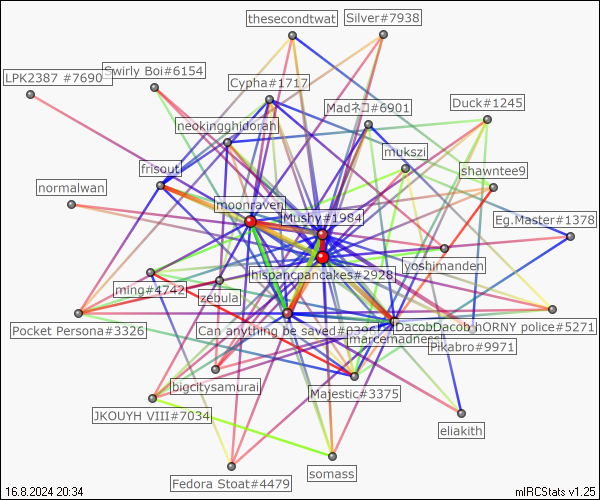 thesecondtwat
Silver#7938
LPK2387 #7690
Swirly Boi#6154
Cypha#1717
Madネコ#6901
Duck#1245
neokingghidorah
mukszi
frisout
shawntee9
normalwan
moonraven
Mushy#1984
Eg.Master#1378
hispancpancakes#2928
yoshimanden
ming#4742
zebula
Pocket Persona#3326
Can anything be saved
DacobDacob
hORNY police#5271
marcemadness
Pikabro#9971
bigcitysamurai
Majestic#3375
JKOUYH VIII#7034
eliakith
somass
Fedora Stoat#4479
16.8.2024 20:34
mIRCStats v1.25